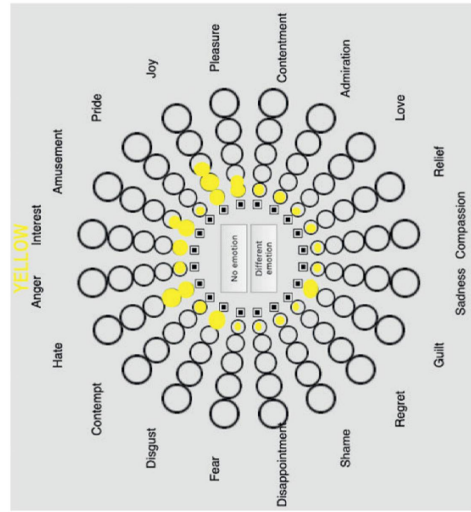 YELLOW
Anger
Interest
Hate
Amusement
Contempt
Pride
Disgust
Joy
Fear
Pleasure
No emotion
Different
emotion
Disappointment
Contentment
Shame
Admiration
Regret
Love
Guilt
Relief
Sadness
Compassion